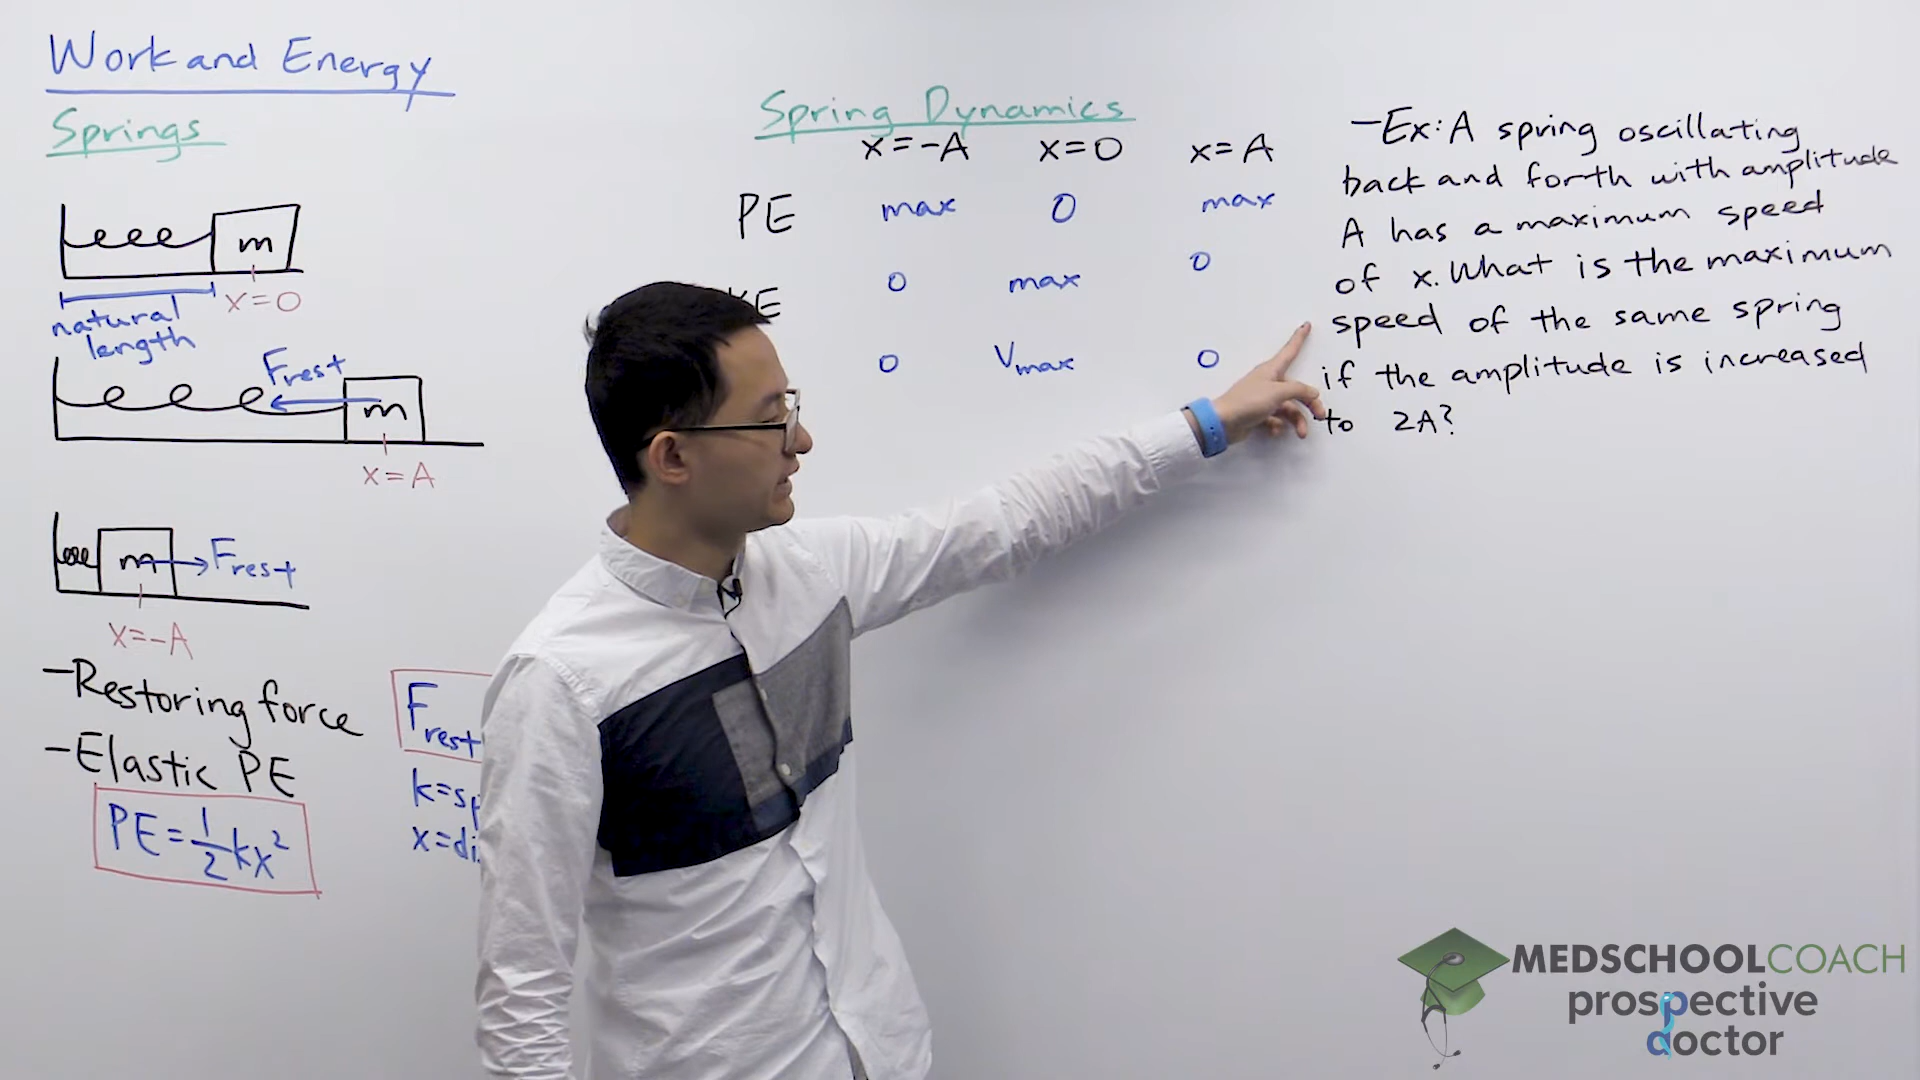 Work and Energy
Springs
m
x=0
natural
length
Frest
m
x=A
m
Frest
x=-A
-Restoring force
-Elastic PE
PE=½kx²
Frest
k=sp
x=di
Spring Dynamics
x=-A x=0 x=A
PE max 0 max
E 0 max 0
0 Vmax 0
-Ex: A spring oscillating
back and forth with amplitude
A has a maximum speed
of x. What is the maximum
speed of the same spring
if the amplitude is increased
to 2A?
MEDSCHOOLCOACH
prospective
doctor